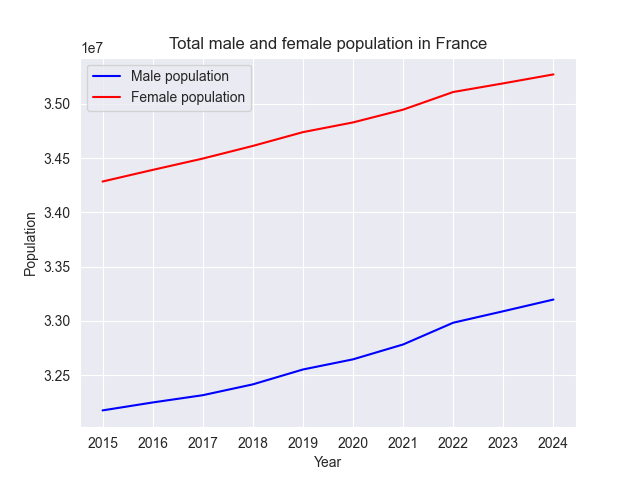 Total male and female population in France
1e7
Male population
Female population
3.50
3.45
3.40
3.35
3.30
3.25
Population
2015 2016 2017 2018 2019 2020 2021 2022 2023 2024
Year